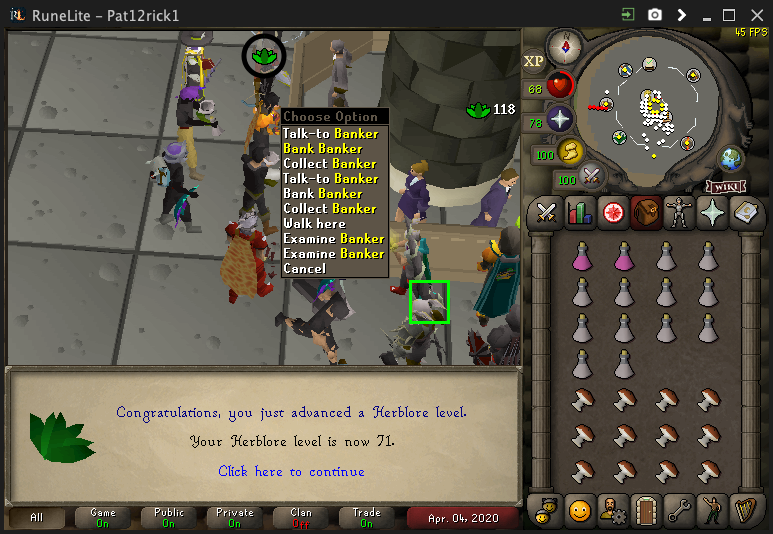 RuneLite - Pat12rick1
45 FPS
XP
68
78
100
100
WIKI
118
Choose Option
Talk-to Banker
Bank Banker
Collect Banker
Talk-to Banker
Bank Banker
Collect Banker
Walk here
Examine Banker
Examine Banker
Cancel
Congratulations, you just advanced a Herblore level.
Your Herblore level is now 71.
Click here to continue
All
Game
On
Public
On
Private
On
Clan
Off
Trade
On
Apr. 04, 2020